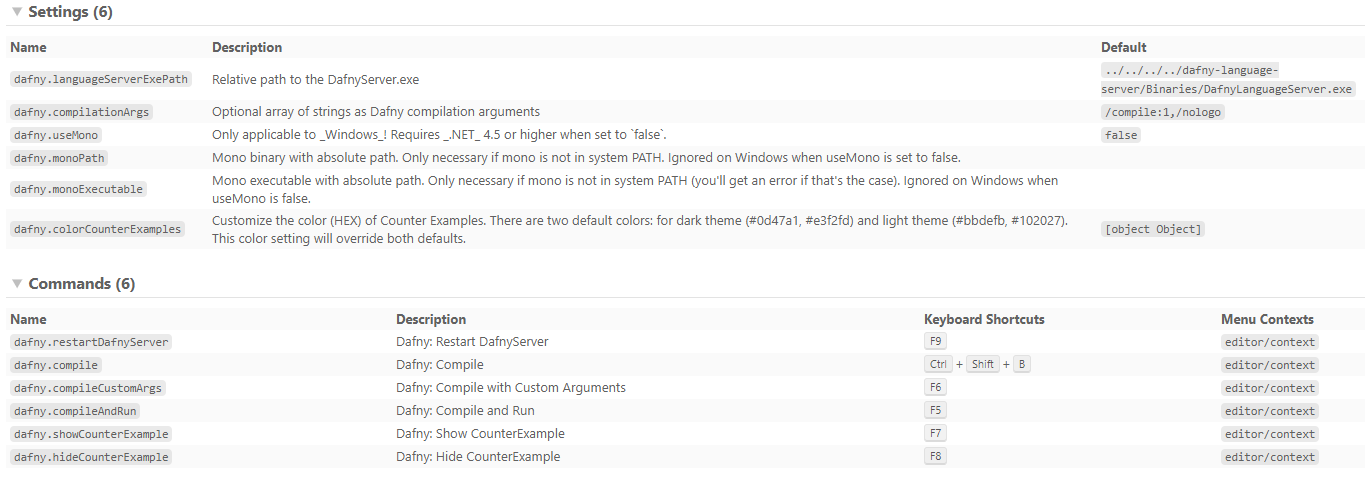 Settings (6)
Name Description Default
dafny.languageServerExePath Relative path to the DafnyServer.exe ../../../../dafny-language-
server/Binaries/DafnyLanguageServer.exe
dafny.compilationArgs Optional array of strings as Dafny compilation arguments /compile:1,/nologo
dafny.useMono Only applicable to _Windows_! Requires _.NET_ 4.5 or higher when set to `false`. false
dafny.monoPath Mono binary with absolute path. Only necessary if mono is not in system PATH. Ignored on Windows when useMono is set to false.
dafny.monoExecutable Mono executable with absolute path. Only necessary if mono is not in system PATH (you'll get an error if that's the case). Ignored on Windows when
useMono is false.
dafny.colorCounterExamples Customize the color (HEX) of Counter Examples. There are two default colors: for dark theme (#0d47a1, #e3f2fd) and light theme (#bbdefb, #102027).
This color setting will override both defaults. [object Object]
Commands (6)
Name Description Keyboard Shortcuts Menu Contexts
dafny.restartDafnyServer Dafny: Restart DafnyServer F9 editor/context
dafny.compile Dafny: Compile Ctrl + Shift + B editor/context
dafny.compileCustomArgs Dafny: Compile with Custom Arguments F6 editor/context
dafny.compileAndRun Dafny: Compile and Run F5 editor/context
dafny.showCounterExample Dafny: Show CounterExample F7 editor/context
dafny.hideCounterExample Dafny: Hide CounterExample F8 editor/context